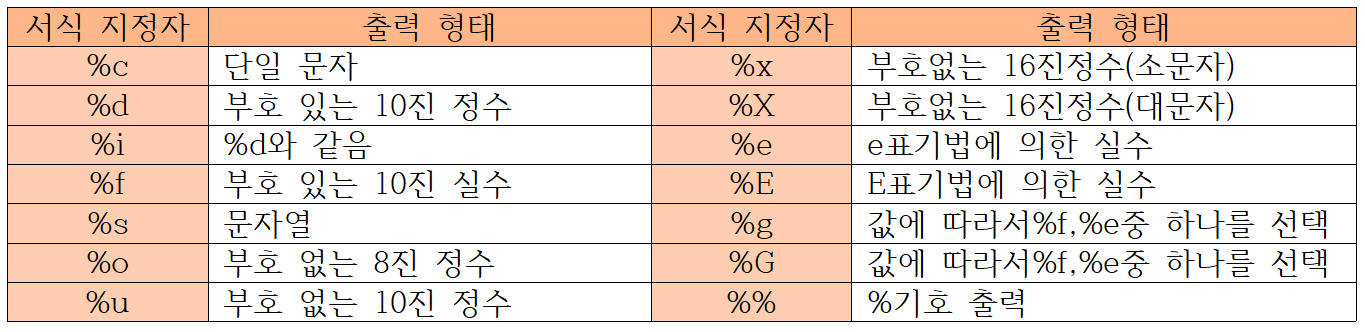 서식 지정자 출력 형태 서식 지정자 출력 형태
%c 단일 문자 %x 부호없는 16진정수(소문자)
%d 부호 있는 10진 정수 %X 부호없는 16진정수(대문자)
%i %d와 같음 %e e표기법에 의한 실수
%f 부호 있는 10진 실수 %E E표기법에 의한 실수
%s 문자열 %g 값에 따라서%f,%e중 하나를 선택
%o 부호 없는 8진 정수 %G 값에 따라서%f,%e중 하나를 선택
%u 부호 없는 10진 정수 %% %기호 출력